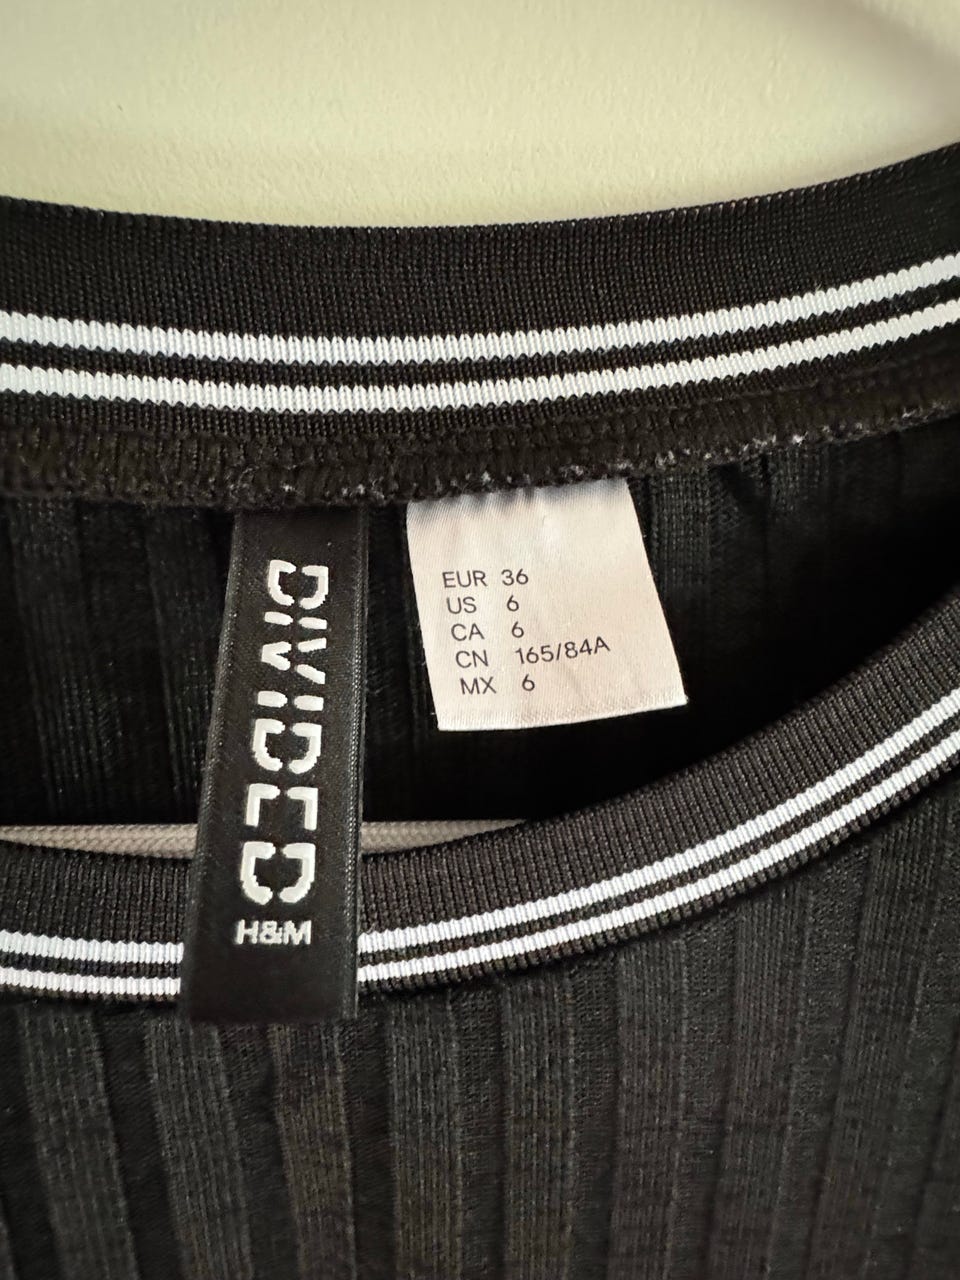 DIVIDED
H&M
EUR 36
US 6
CA 6
CN 165/84A
MX 6